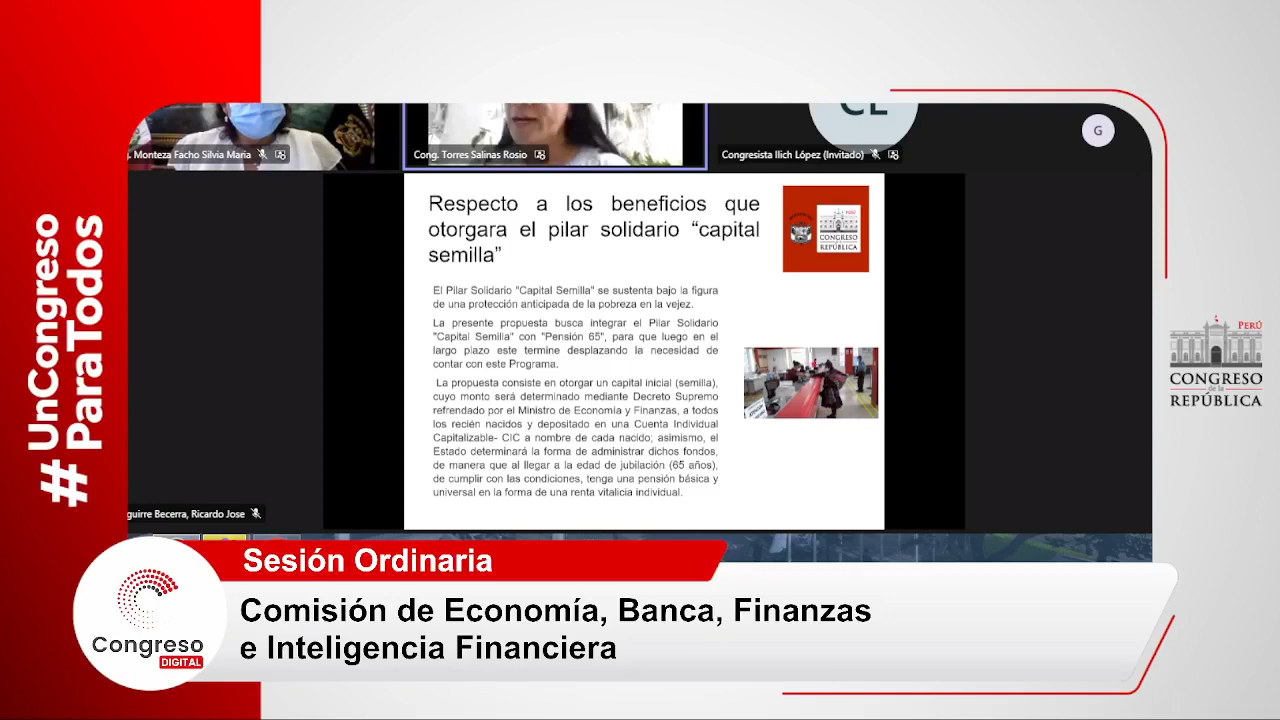 #UnCongreso
ParaTodos
CL
G
Monteza Facho Silvia Maria
Cong. Torres Salinas Rosio
Congresista Ilich López (Invitado)
Respecto a los beneficios que
otorgara el pilar solidario “capital
semilla”
PERÚ
CONGRESO
de la
REPÚBLICA
El Pilar Solidario "Capital Semilla" se sustenta bajo la figura
de una protección anticipada de la pobreza en la vejez.
La presente propuesta busca integrar el Pilar Solidario
"Capital Semilla" con "Pensión 65", para que luego en el
largo plazo este termine desplazando la necesidad de
contar con este Programa.
La propuesta consiste en otorgar un capital inicial (semilla),
cuyo monto será determinado mediante Decreto Supremo
refrendado por el Ministro de Economía y Finanzas, a todos
los recién nacidos y depositado en una Cuenta Individual
Capitalizable- CIC a nombre de cada nacido; asimismo, el
Estado determinará la forma de administrar dichos fondos,
de manera que al llegar a la edad de jubilación (65 años),
de cumplir con las condiciones, tenga una pensión básica y
universal en la forma de una renta vitalicia individual.
PERÚ
CONGRESO
de la
REPÚBLICA
guirre Becerra, Ricardo Jose
Sesión Ordinaria
Comisión de Economía, Banca, Finanzas
e Inteligencia Financiera
Congreso
DIGITAL